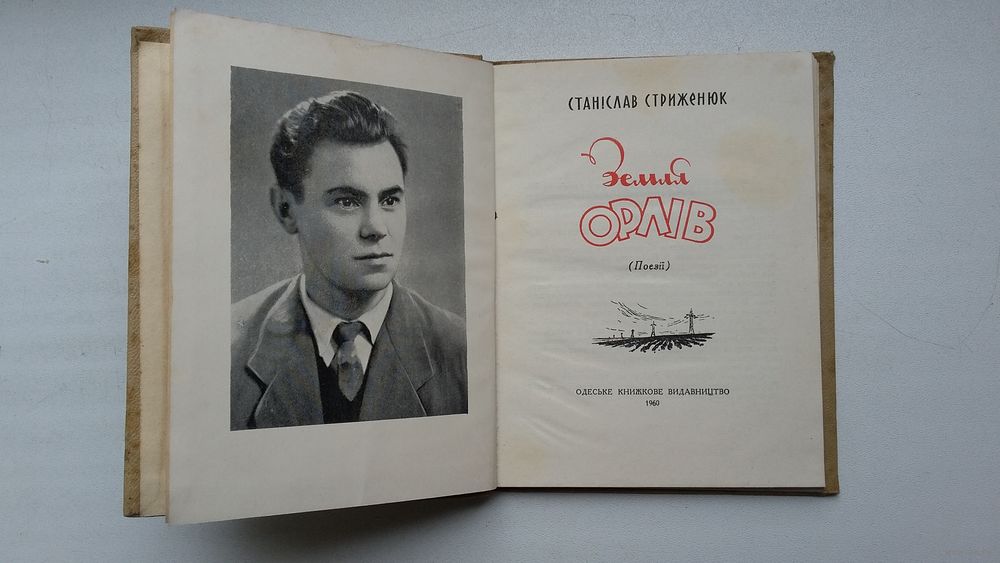 СТАНІСЛАВ СТРИЖЕНЮК
Земля
ОРЛІВ
(Поезії)
ОДЕСЬКЕ КНИЖКОВЕ ВИДАВНИЦТВО
1960